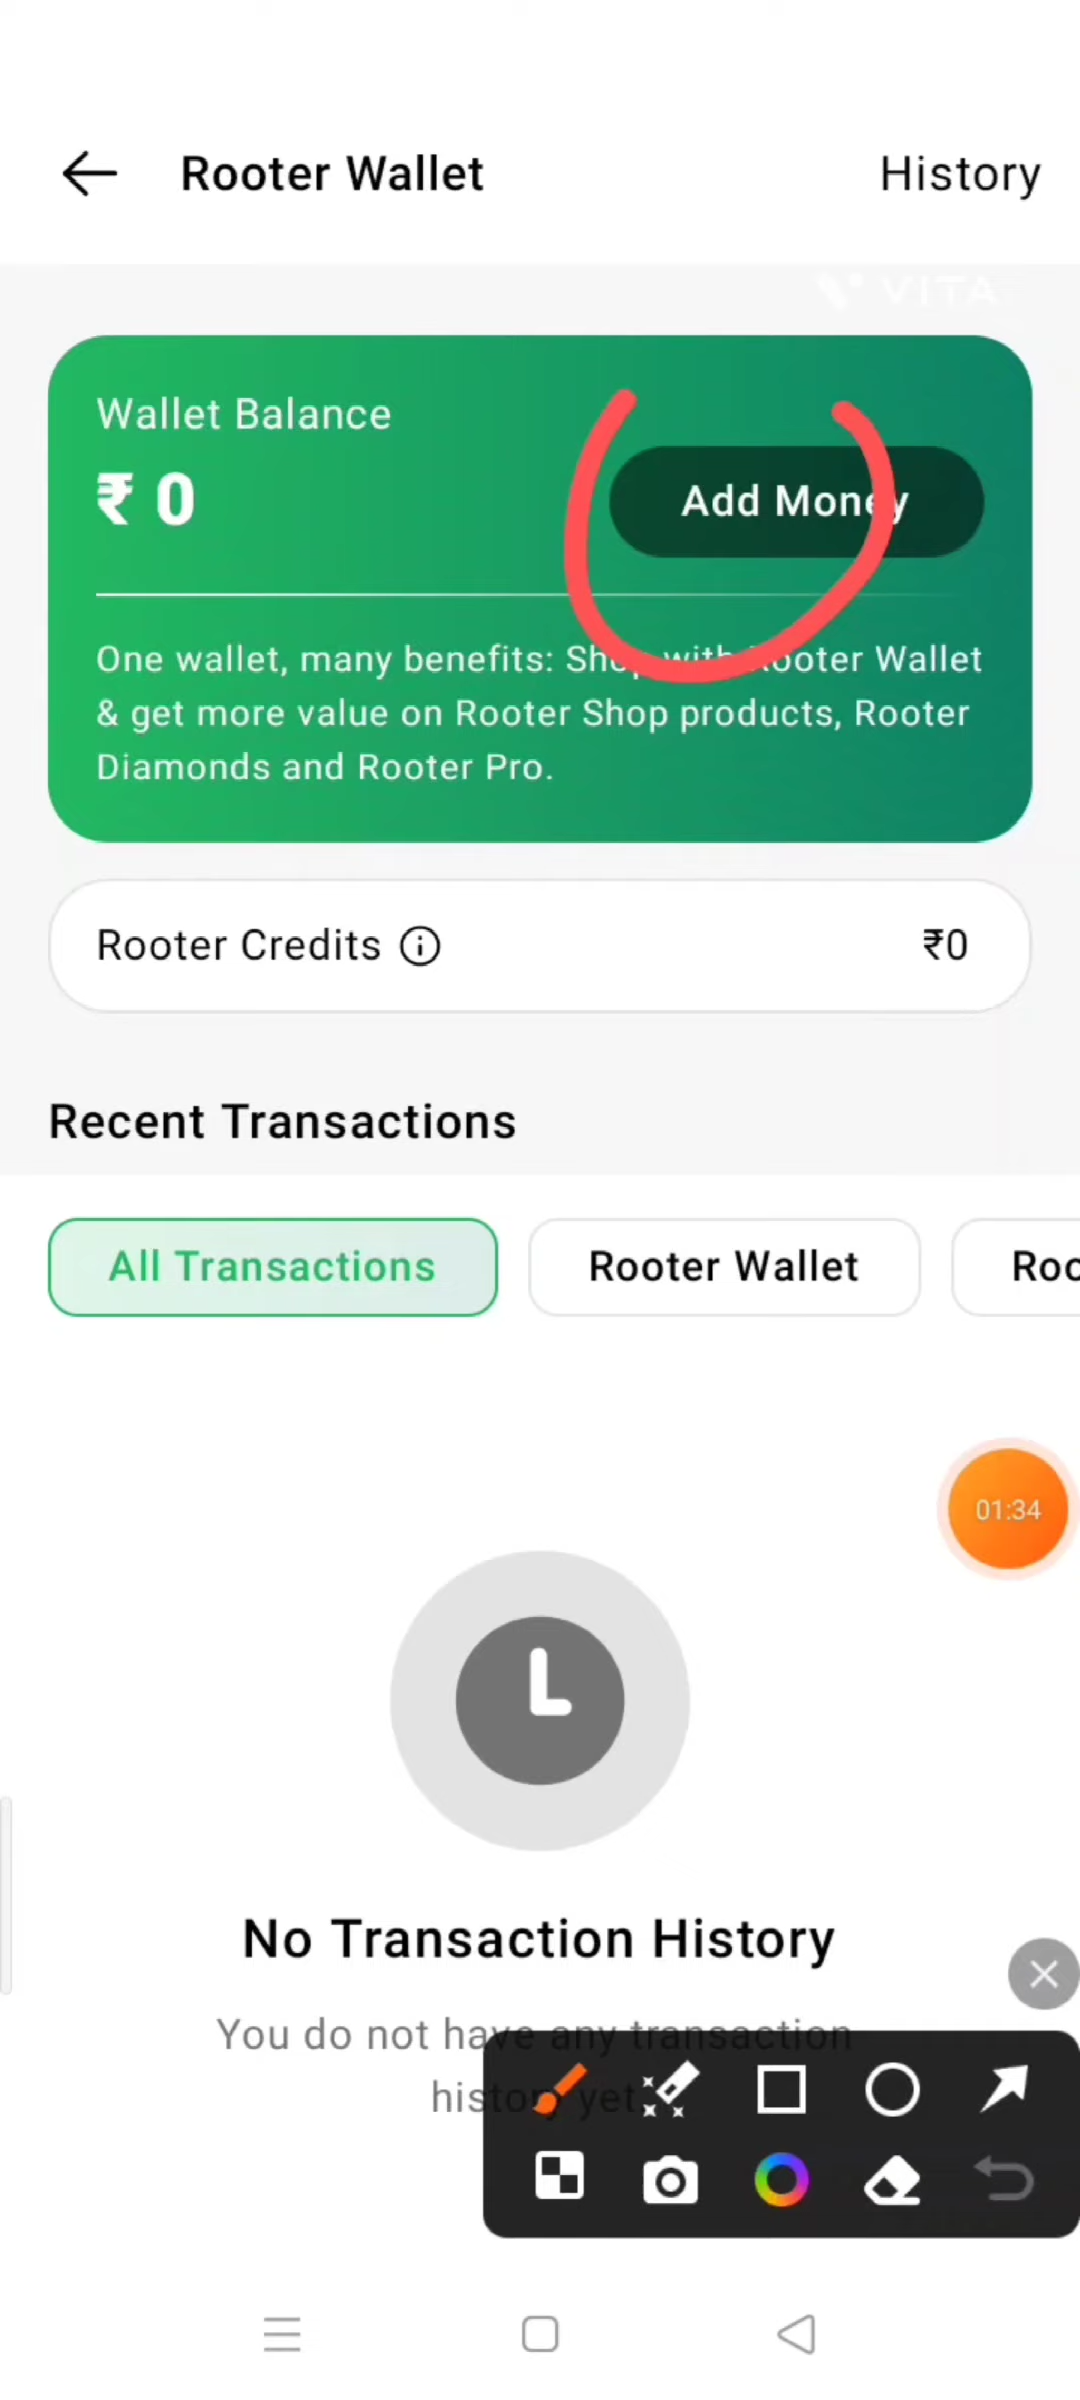 Rooter Wallet
History
VITA
Wallet Balance
₹ 0
Add Money
One wallet, many benefits: Shop with Rooter Wallet
& get more value on Rooter Shop products, Rooter
Diamonds and Rooter Pro.
Rooter Credits
₹0
Recent Transactions
All Transactions
Rooter Wallet
Roo
01:34
No Transaction History
You do not have any transaction
history yet